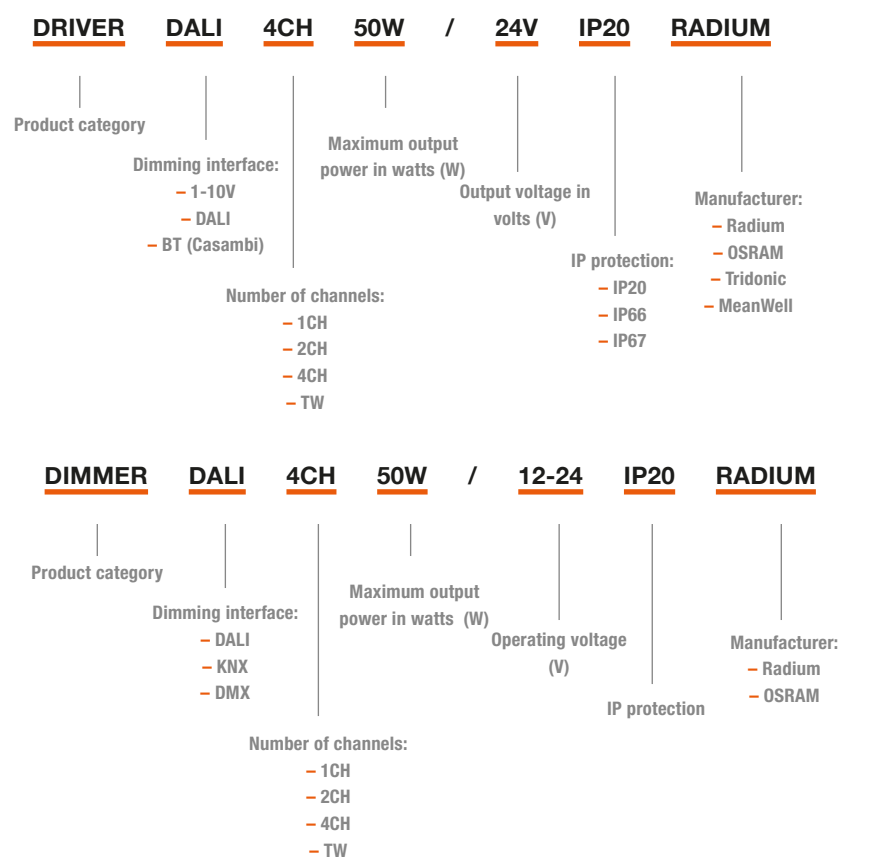 DRIVER DALI 4CH 50W / 24V IP20 RADIUM
Product category
Dimming interface:
– 1-10V
– DALI
– BT (Casambi)
Number of channels:
– 1CH
– 2CH
– 4CH
– TW
Maximum output
power in watts (W)
Output voltage in
volts (V)
IP protection:
– IP20
– IP66
– IP67
Manufacturer:
– Radium
– OSRAM
– Tridonic
– MeanWell
DIMMER DALI 4CH 50W / 12-24 IP20 RADIUM
Product category
Dimming interface:
– DALI
– KNX
– DMX
Number of channels:
– 1CH
– 2CH
– 4CH
– TW
Maximum output
power in watts (W)
Operating voltage
(V)
IP protection
Manufacturer:
– Radium
– OSRAM